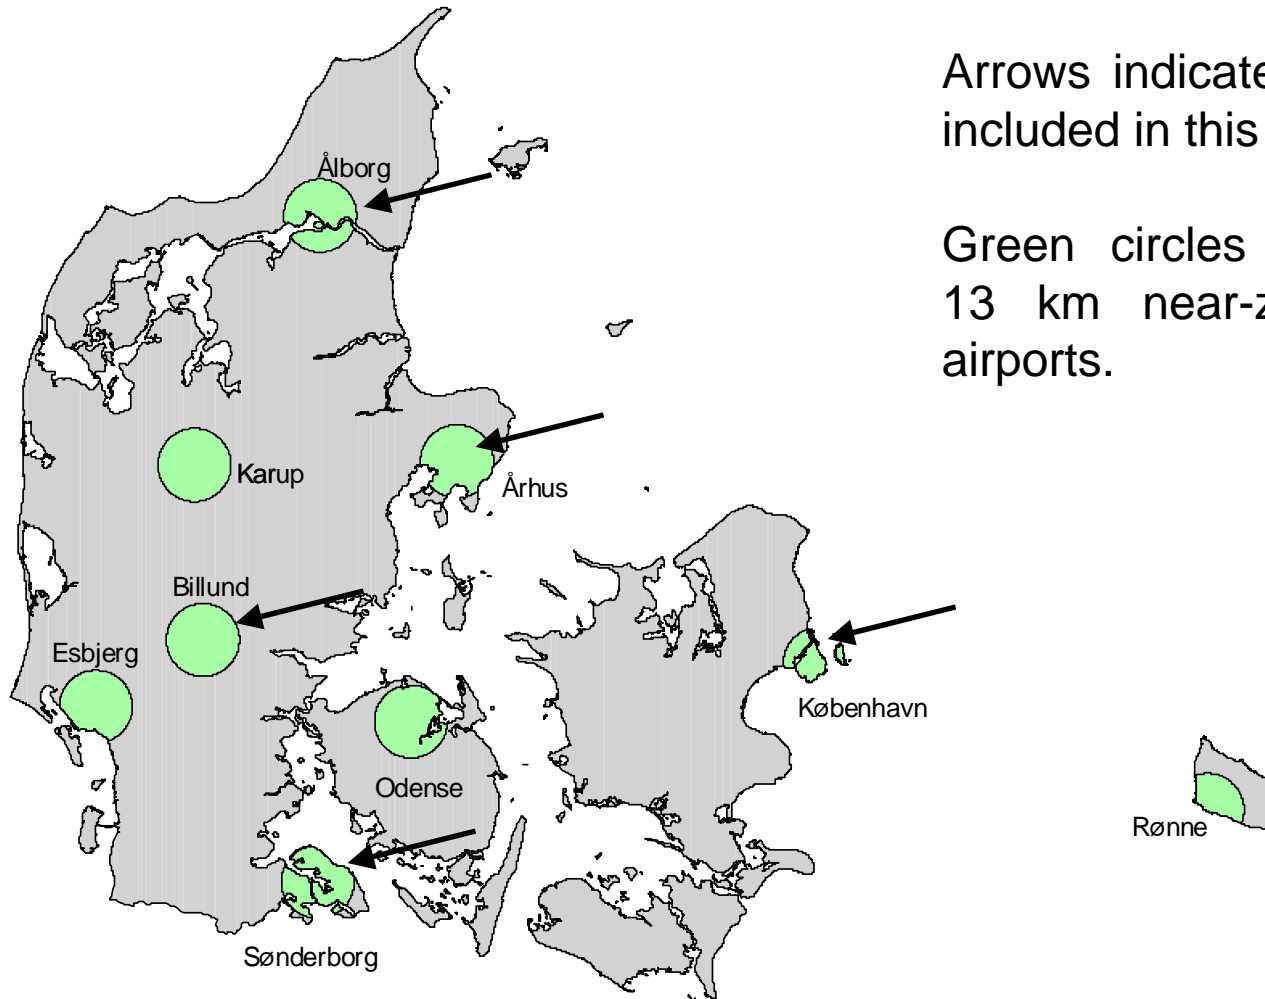 Arrows indicate
included in this
Green circles
13 km near-z
airports.
Ålborg
Karup
Århus
Billund
Esbjerg
København
Odense
Rønne
Sønderborg